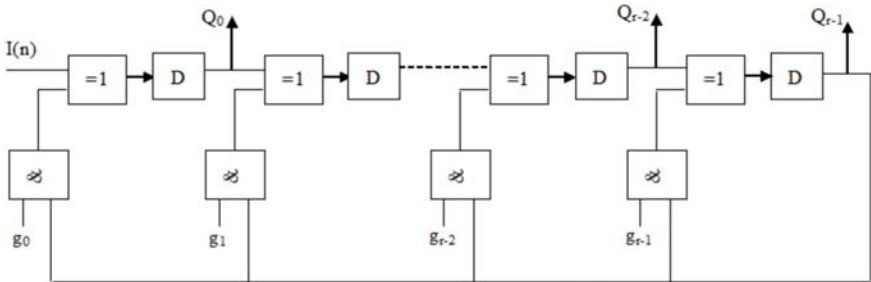 Q₀ Qᵣ₋₂ Qᵣ₋₁
I(n)
=1 D =1 D =1 D =1 D
& & & &
g₀ g₁ gᵣ₋₂ gᵣ₋₁